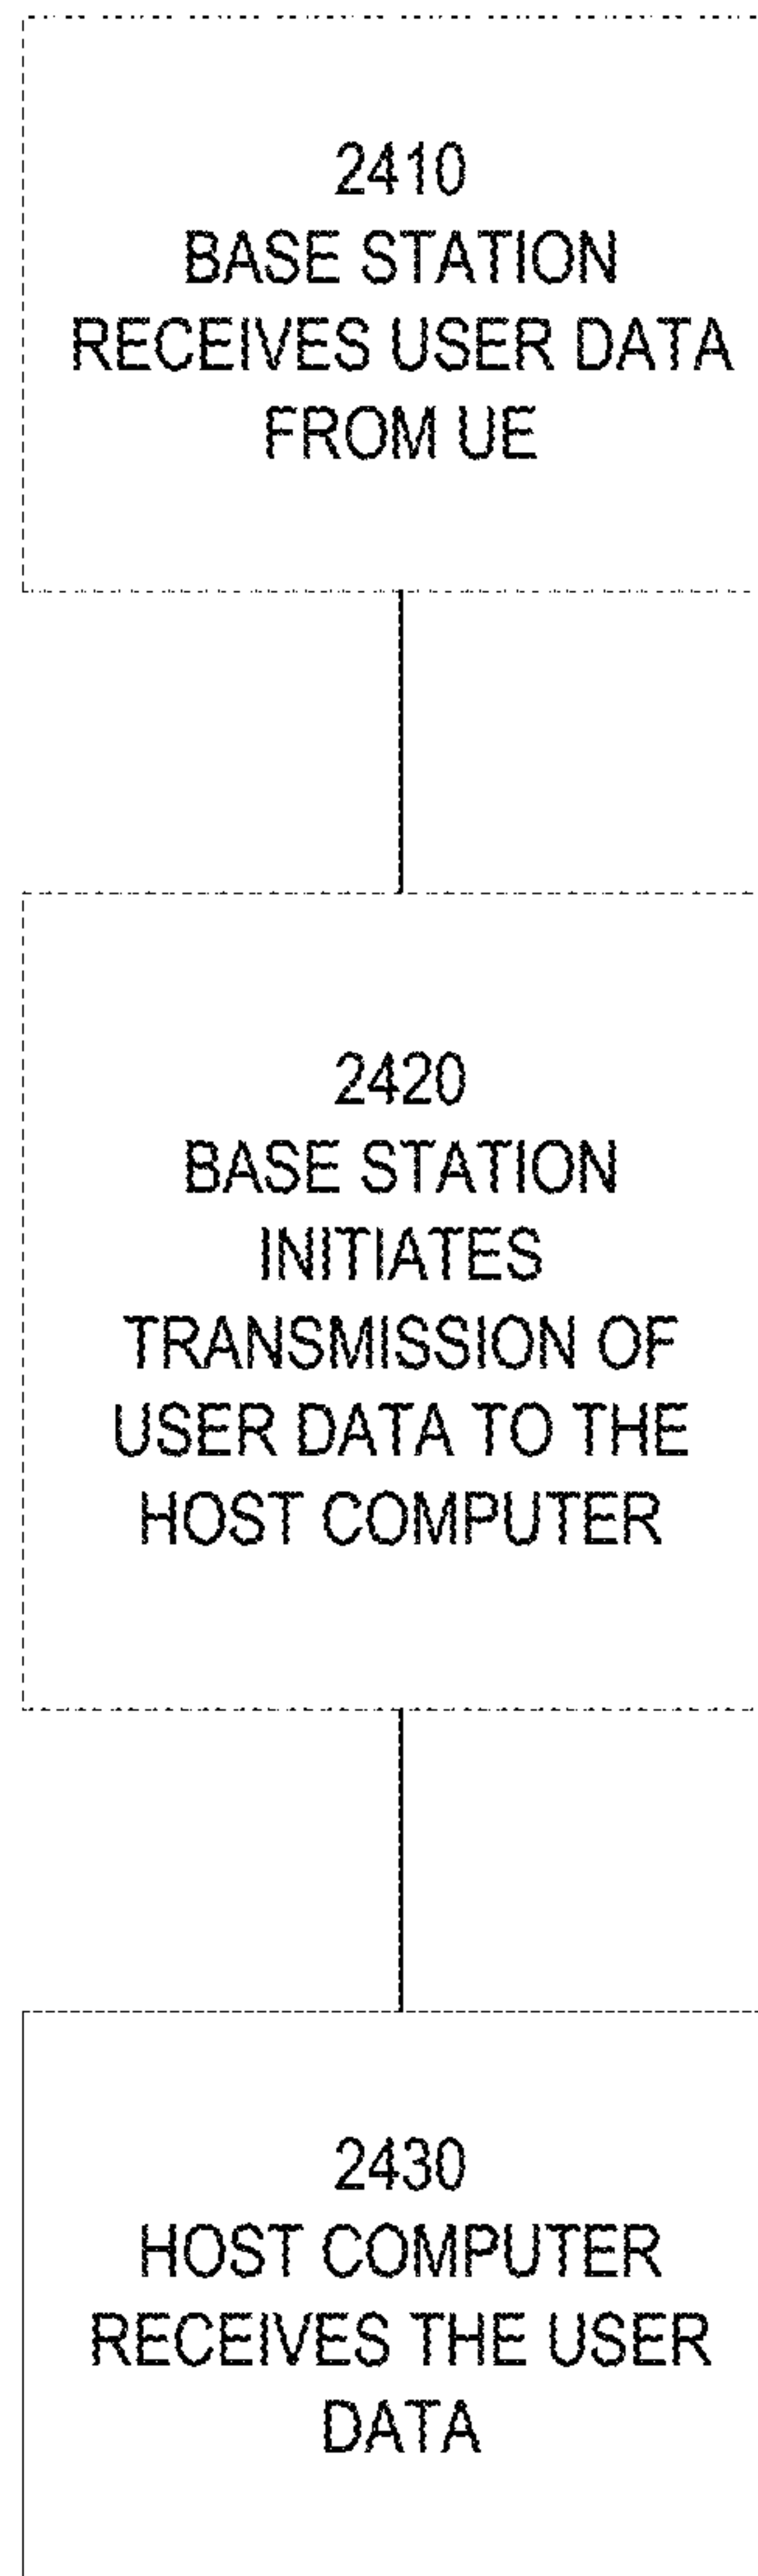 2410
BASE STATION
RECEIVES USER DATA
FROM UE
2420
BASE STATION
INITIATES
TRANSMISSION OF
USER DATA TO THE
HOST COMPUTER
2430
HOST COMPUTER
RECEIVES THE USER
DATA